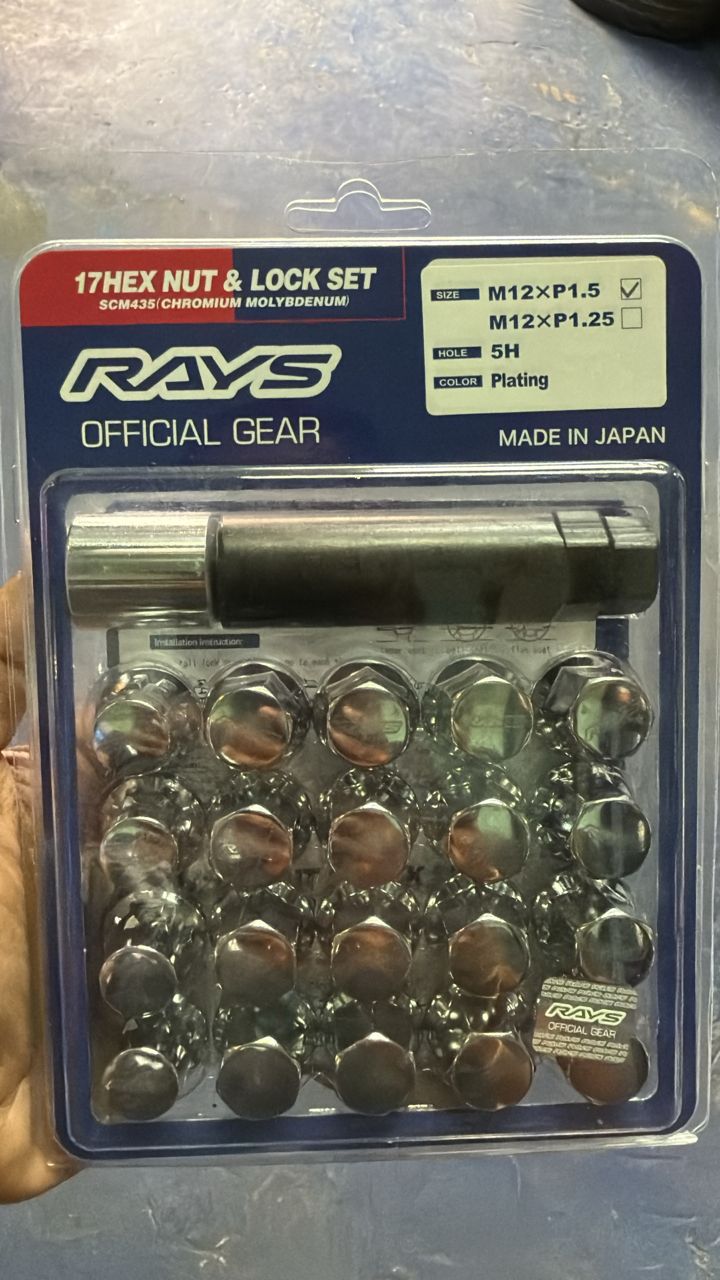 17HEX NUT & LOCK SET
SCM435(CHROMIUM MOLYBDENUM)
RAYS
OFFICIAL GEAR
SIZE M12×P1.5
M12×P1.25
HOLE 5H
COLOR Plating
MADE IN JAPAN
Installation instruction:
RAYS
OFFICIAL GEAR